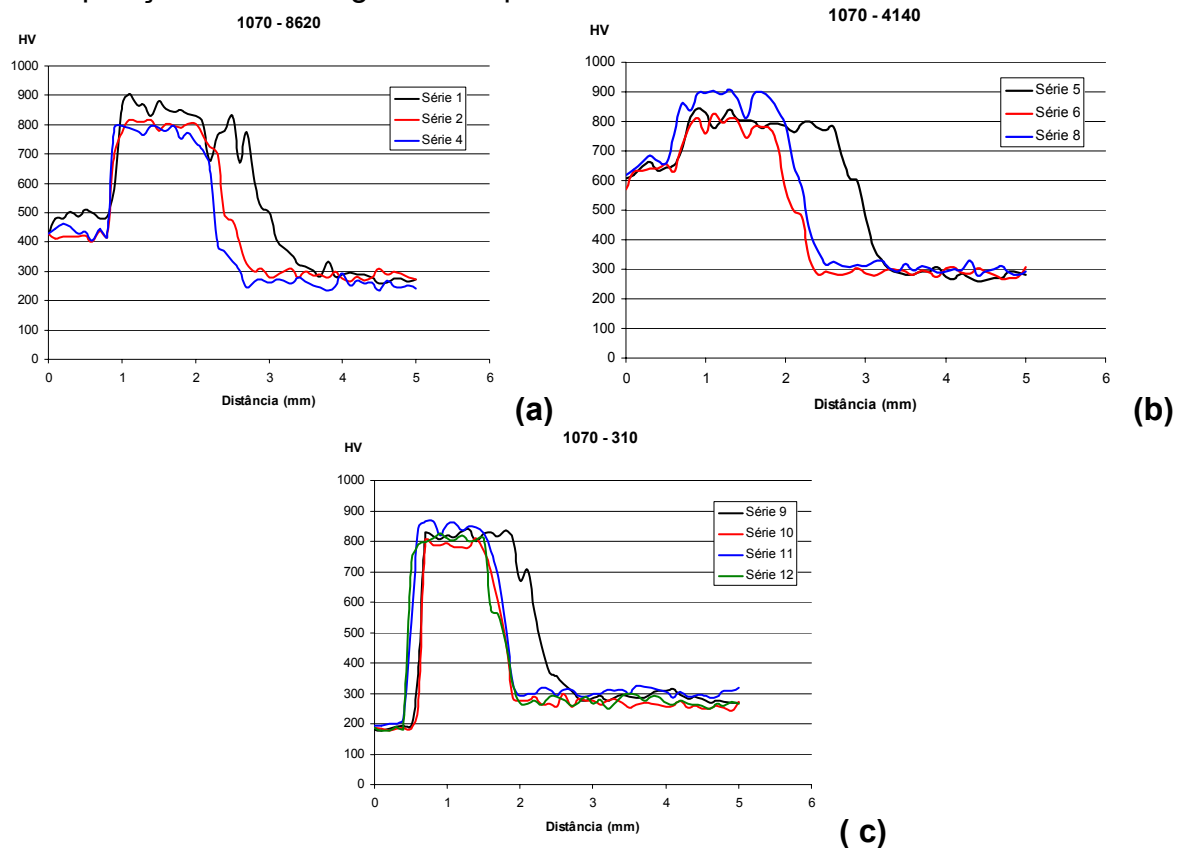 1070 - 8620
HV
1000
900
800
700
600
500
400
300
200
100
0
0 1 2 3 4 5 6
Distância (mm)
Série 1
Série 2
Série 4
(a)
1070 - 4140
HV
1000
900
800
700
600
500
400
300
200
100
0
0 1 2 3 4 5 6
Distância (mm)
Série 5
Série 6
Série 8
(b)
1070 - 310
HV
1000
900
800
700
600
500
400
300
200
100
0
0 1 2 3 4 5 6
Distância (mm)
Série 9
Série 10
Série 11
Série 12
( c)